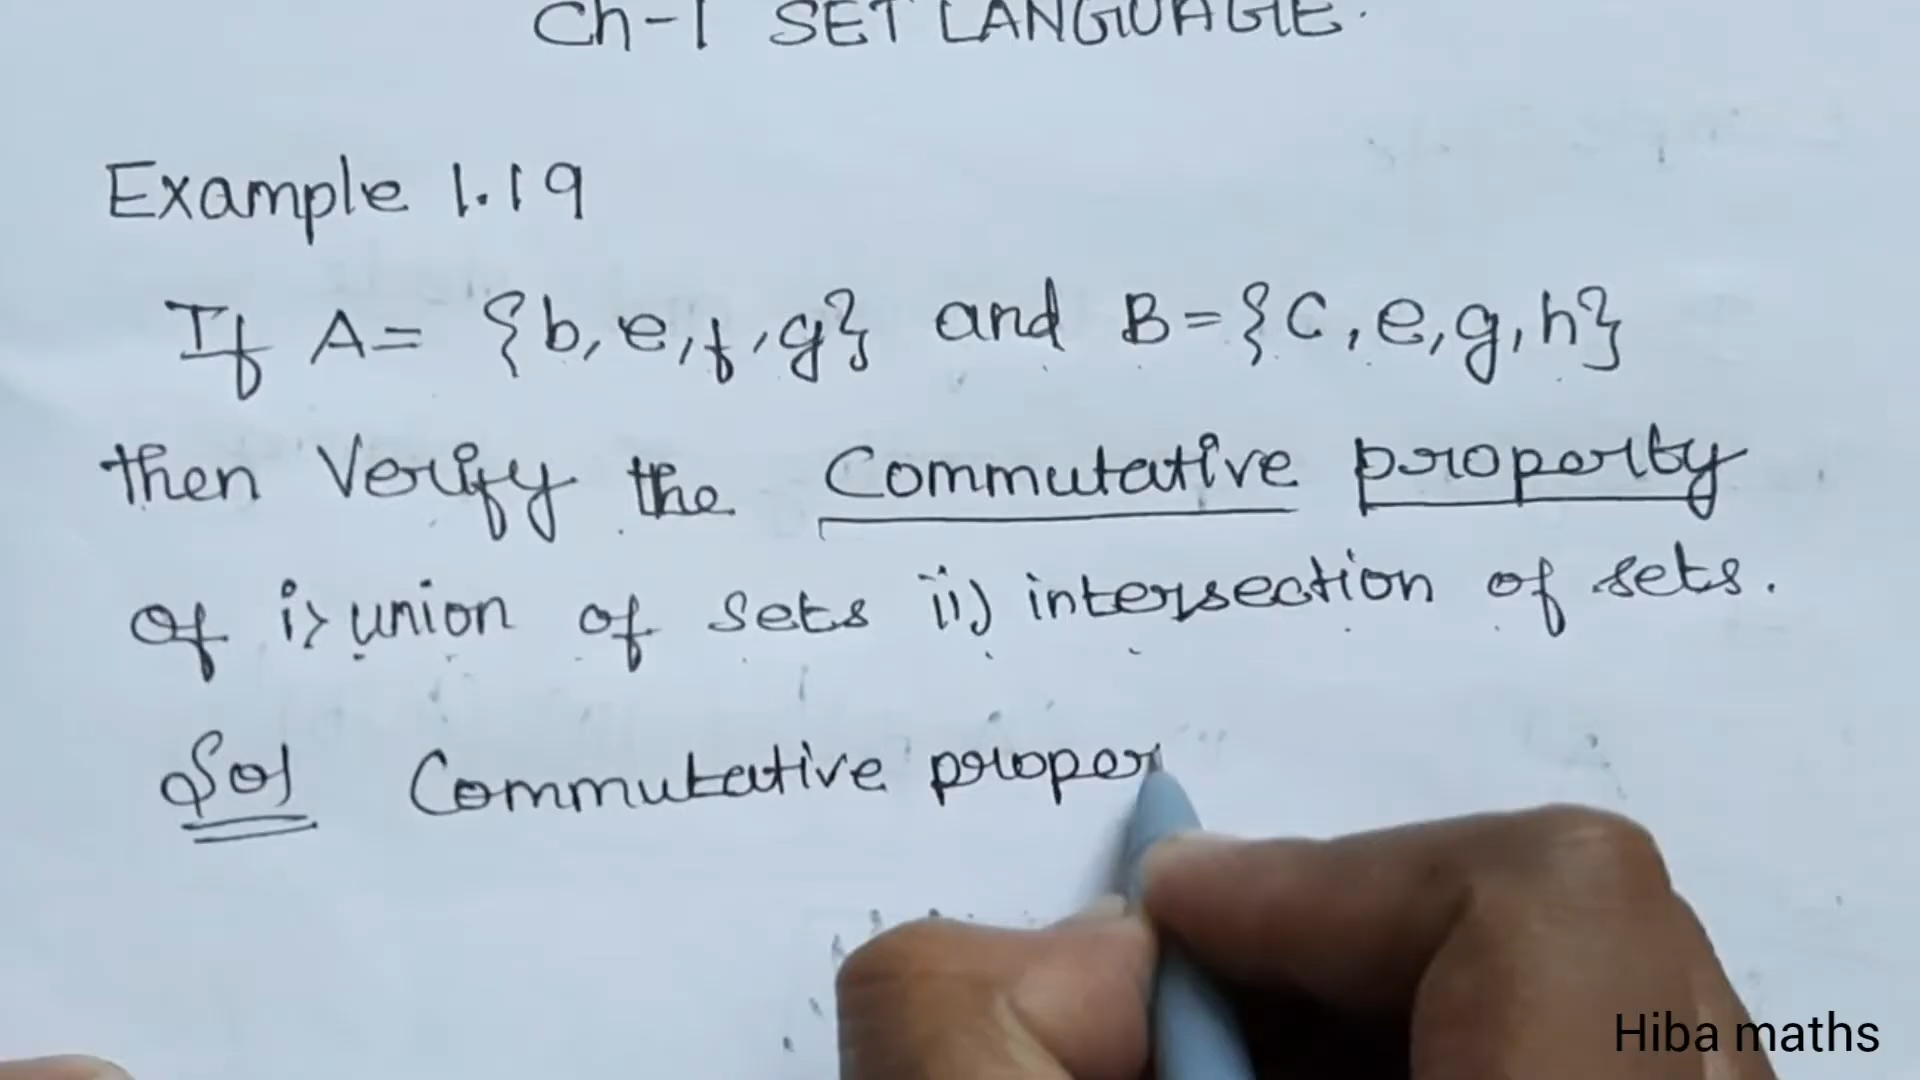 Ch-1 SET LANGUAGE.
Example 1.19
If A= {b,e,f,g} and B={c,e,g,h}
then Verify the Commutative property
of i> union of sets ii) intersection of sets.
Sol Commutative proper
Hiba maths